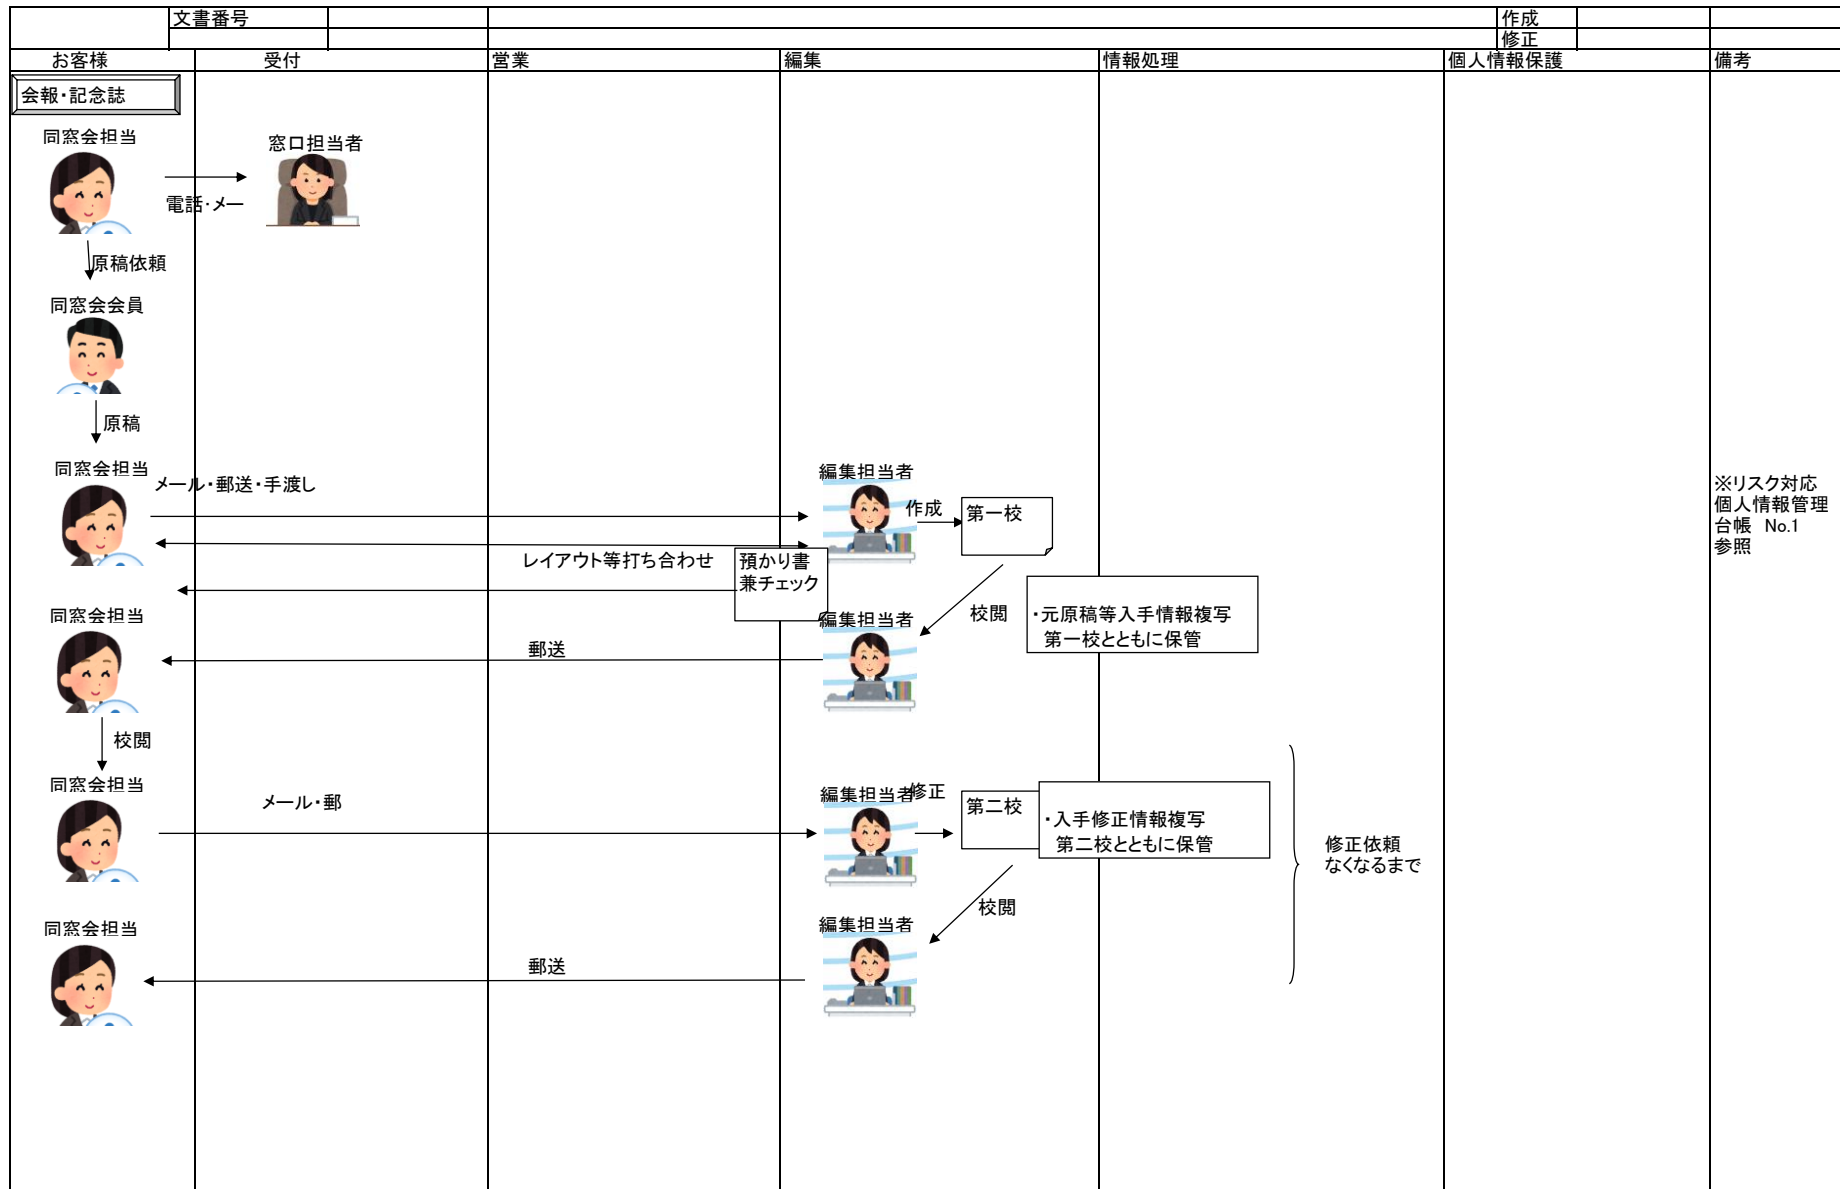 文書番号
作成
修正
お客様
受付
営業
編集
情報処理
個人情報保護
備考
会報・記念誌
同窓会担当
窓口担当者
電話・メー
原稿依頼
同窓会会員
原稿
同窓会担当
メール・郵送・手渡し
編集担当者
作成
第一校
※リスク対応
個人情報管理
台帳 No.1
参照
レイアウト等打ち合わせ
預かり書
兼チェック
同窓会担当
編集担当者
校閲
・元原稿等入手情報複写
第一校とともに保管
郵送
校閲
同窓会担当
メール・郵
編集担当者
修正
第二校
・入手修正情報複写
第二校とともに保管
修正依頼
なくなるまで
校閲
同窓会担当
編集担当者
郵送